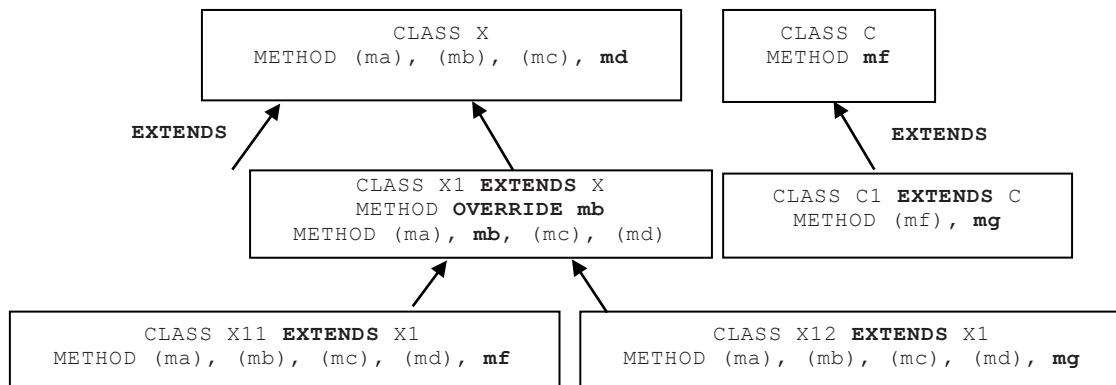 CLASS X
METHOD (ma), (mb), (mc), md
CLASS C
METHOD mf
EXTENDS
EXTENDS
CLASS X1 EXTENDS X
METHOD OVERRIDE mb
METHOD (ma), mb, (mc), (md)
CLASS C1 EXTENDS C
METHOD (mf), mg
CLASS X11 EXTENDS X1
METHOD (ma), (mb), (mc), (md), mf
CLASS X12 EXTENDS X1
METHOD (ma), (mb), (mc), (md), mg